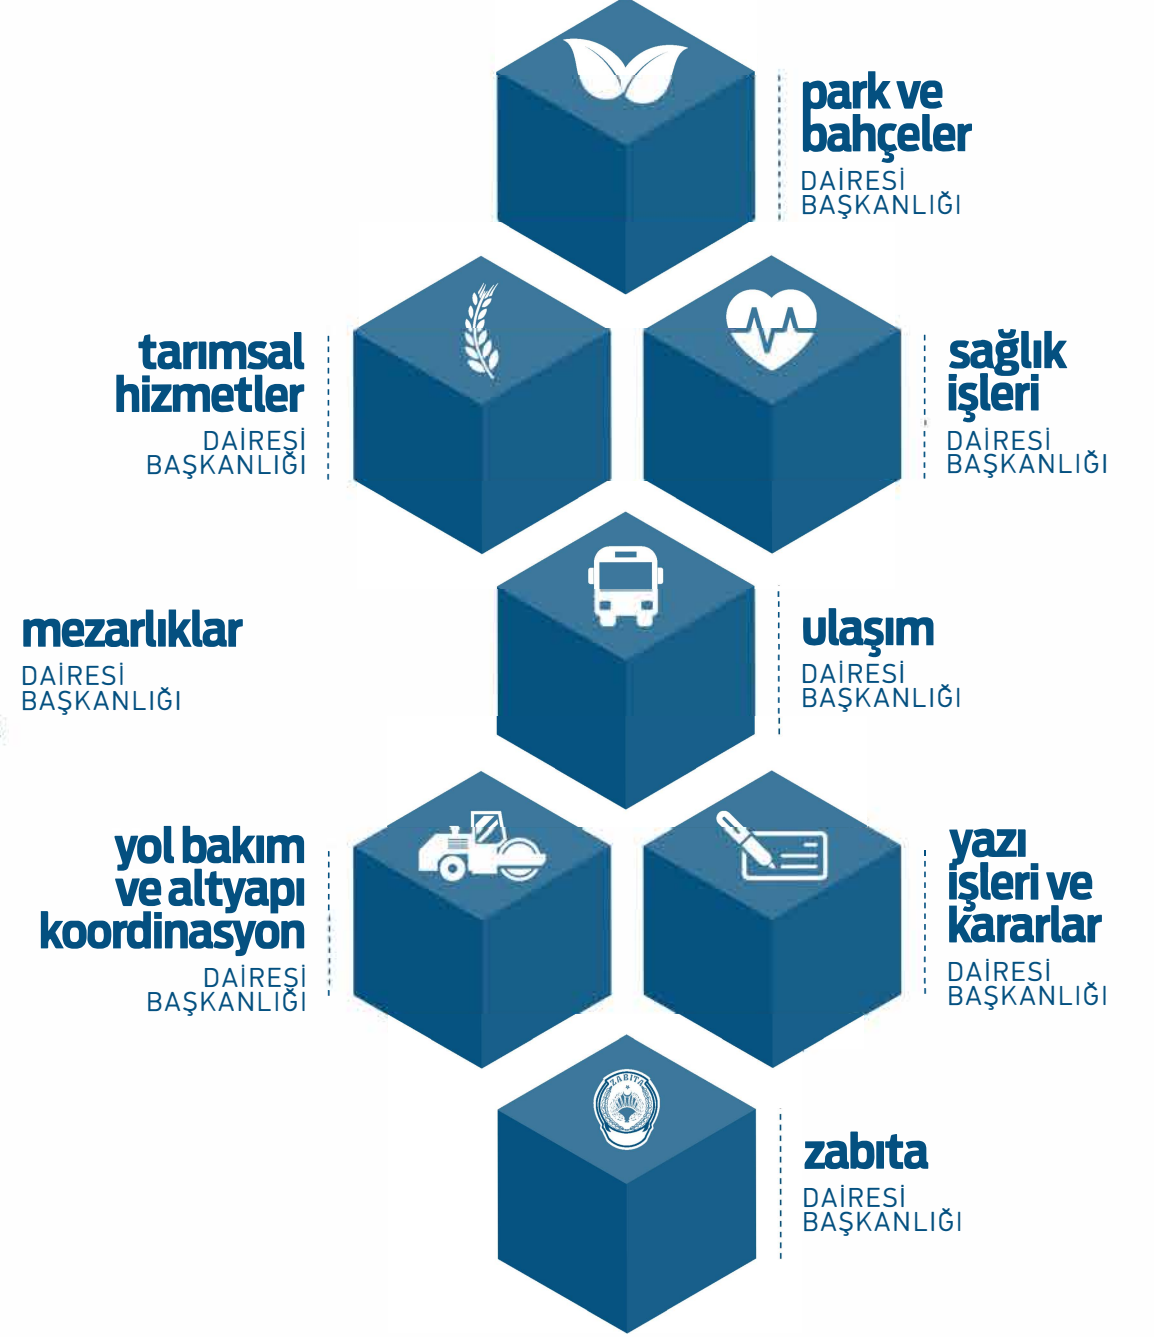 park ve
bahçeler
DAİRESİ
BAŞKANLIĞI
tarımsal
hizmetler
DAİRESİ
BAŞKANLIĞI
sağlık
işleri
DAİRESİ
BAŞKANLIĞI
mezarlıklar
DAİRESİ
BAŞKANLIĞI
ulaşım
DAİRESİ
BAŞKANLIĞI
yol bakım
ve altyapı
koordinasyon
DAİRESİ
BAŞKANLIĞI
yazı
işleri ve
kararlar
DAİRESİ
BAŞKANLIĞI
ZABITA
zabıta
DAİRESİ
BAŞKANLIĞI